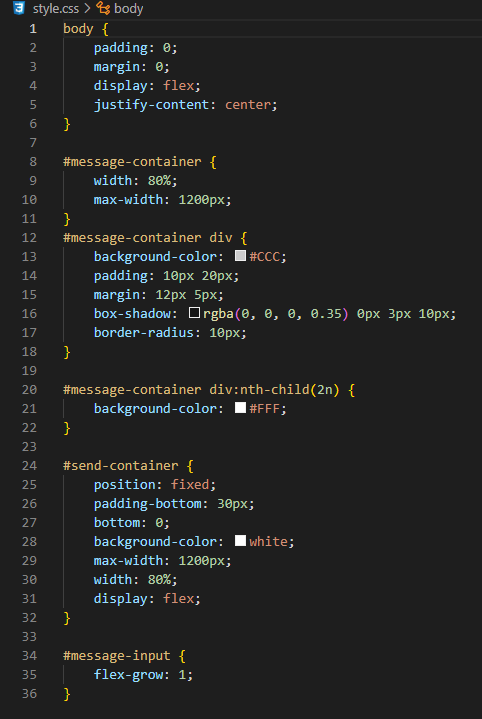 style.css > body
1 body {
2     padding: 0;
3     margin: 0;
4     display: flex;
5     justify-content: center;
6 }
7
8 #message-container {
9     width: 80%;
10     max-width: 1200px;
11 }
12 #message-container div {
13     background-color: #CCC;
14     padding: 10px 20px;
15     margin: 12px 5px;
16     box-shadow: rgba(0, 0, 0, 0.35) 0px 3px 10px;
17     border-radius: 10px;
18 }
19
20 #message-container div:nth-child(2n) {
21     background-color: #FFF;
22 }
23
24 #send-container {
25     position: fixed;
26     padding-bottom: 30px;
27     bottom: 0;
28     background-color: white;
29     max-width: 1200px;
30     width: 80%;
31     display: flex;
32 }
33
34 #message-input {
35     flex-grow: 1;
36 }